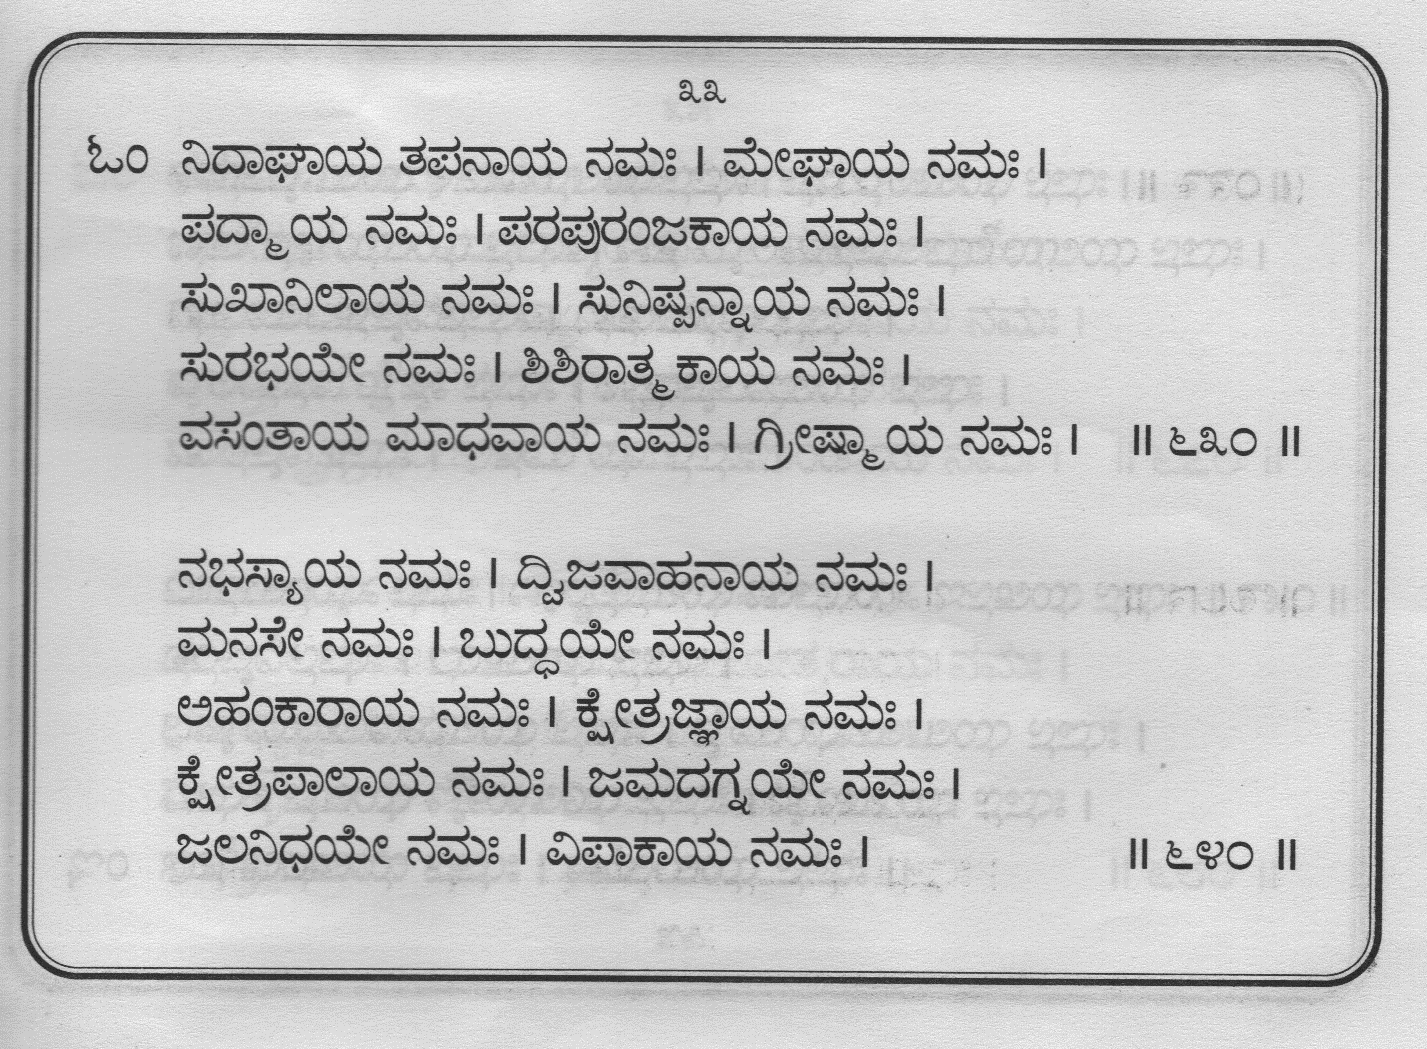 ೩೩
ಓಂ ನಿದಾಘಾಯ ತಪನಾಯ ನಮಃ । ಮೇಘಾಯ ನಮಃ ।
ಪದ್ಮಾಯ ನಮಃ । ಪರಪುರಂಜಕಾಯ ನಮಃ ।
ಸುಖಾನಿಲಾಯ ನಮಃ । ಸುನಿಷ್ಪನ್ನಾಯ ನಮಃ ।
ಸುರಭಯೇ ನಮಃ । ಶಿಶಿರಾತ್ಮಕಾಯ ನಮಃ ।
ವಸಂತಾಯ ಮಾಧವಾಯ ನಮಃ । ಗ್ರೀಷ್ಮಾಯ ನಮಃ । ॥ ೬೩೦ ॥
ನಭಸ್ಯಾಯ ನಮಃ । ದ್ವಿಜವಾಹನಾಯ ನಮಃ ।
ಮನಸೇ ನಮಃ । ಬುದ್ಧಯೇ ನಮಃ ।
ಅಹಂಕಾರಾಯ ನಮಃ । ಕ್ಷೇತ್ರಜ್ಞಾಯ ನಮಃ ।
ಕ್ಷೇತ್ರಪಾಲಾಯ ನಮಃ । ಜಮದಗ್ನಯೇ ನಮಃ ।
ಜಲನಿಧಯೇ ನಮಃ । ವಿಪಾಕಾಯ ನಮಃ । ॥ ೬೪೦ ॥